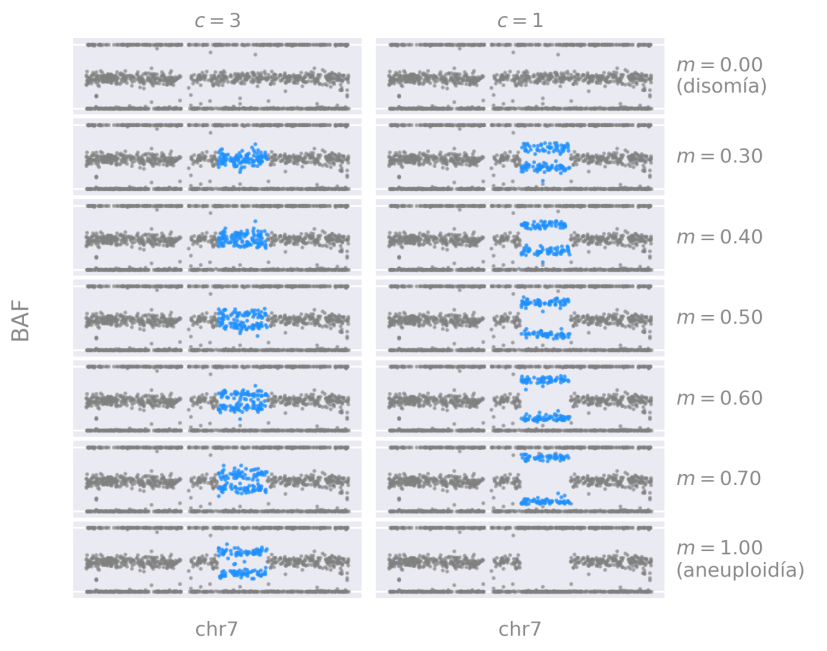 c = 3
c = 1
m = 0.00
(disomía)
m = 0.30
m = 0.40
BAF
m = 0.50
m = 0.60
m = 0.70
m = 1.00
(aneuploidía)
chr7
chr7